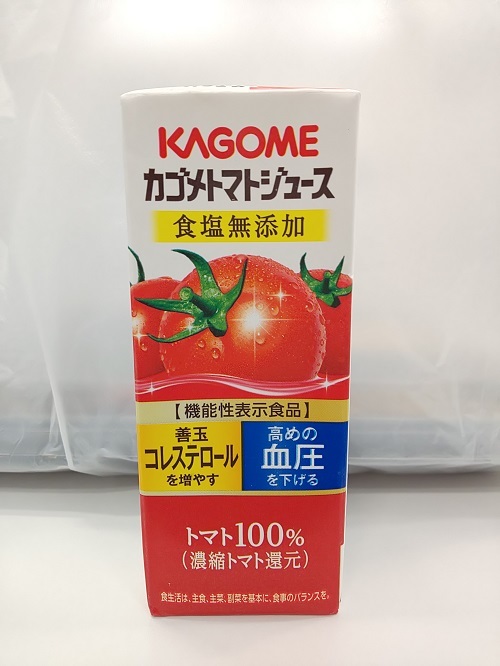 KAGOME
カゴメトマトジュース
食塩無添加
【機能性表示食品】
善玉
コレステロール
を増やす
高めの
血圧
を下げる
トマト100%
(濃縮トマト還元)
食生活は、主食、主菜、副菜を基本に、食事のバランスを。